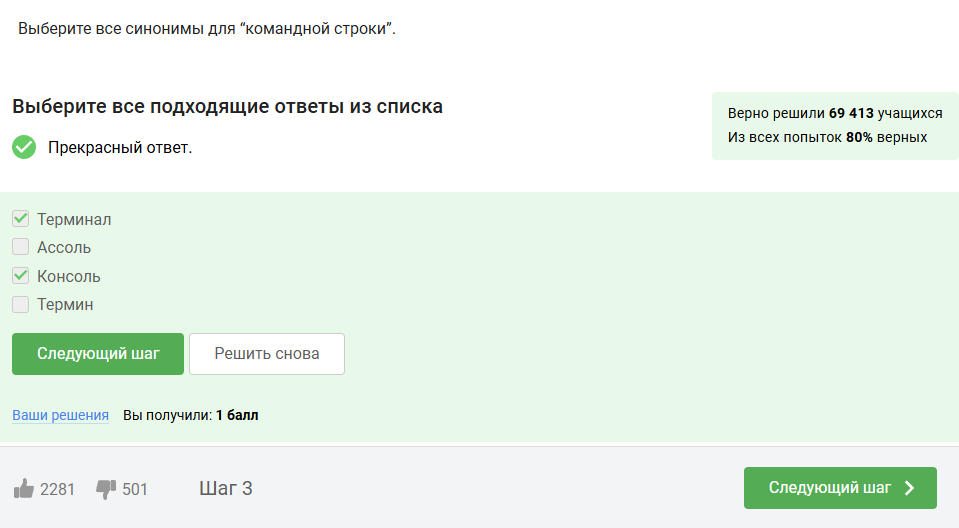 Выберите все синонимы для “командной строки”.
Выберите все подходящие ответы из списка
Верно решили 69 413 учащихся
Из всех попыток 80% верных
Прекрасный ответ.
Терминал
Ассоль
Консоль
Термин
Следующий шаг
Решить снова
Ваши решения Вы получили: 1 балл
2281 501 Шаг 3 Следующий шаг